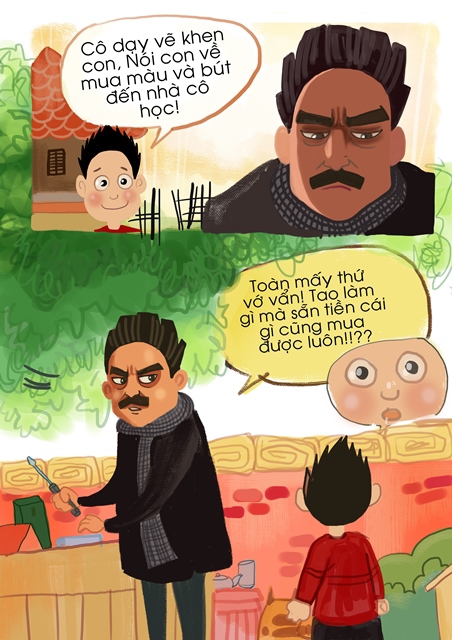 Cô dạy vẽ khen
con, Nói con về
mua màu và bút
đến nhà cô
học!
Toàn mấy thứ
vớ vẩn! Tao làm
gì mà sẵn tiền cái
gì cũng mua
được luôn!!??